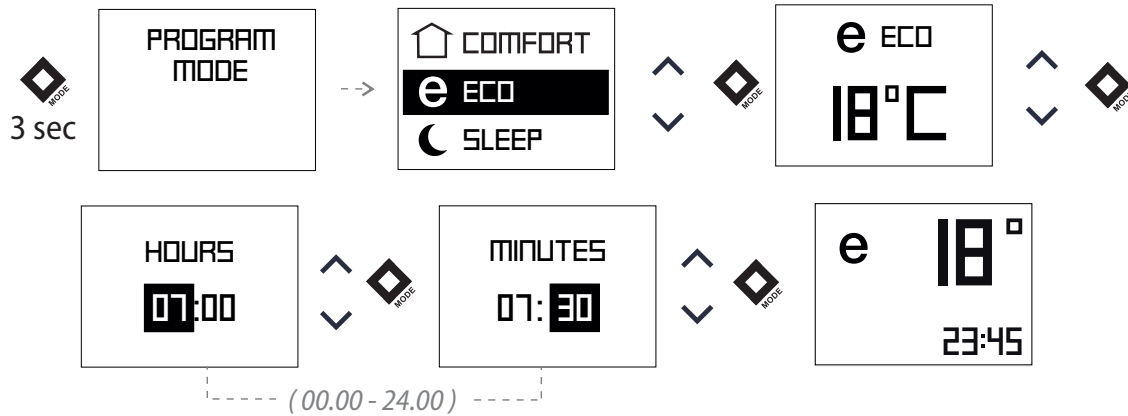 PROGRAM
MODE
MODE
3 sec
COMFORT
e ECO
SLEEP
MODE
e ECO
18°C
MODE
HOURS
07:00
MODE
MINUTES
07: 30
MODE
e 18°
23:45
( 00.00 - 24.00 )